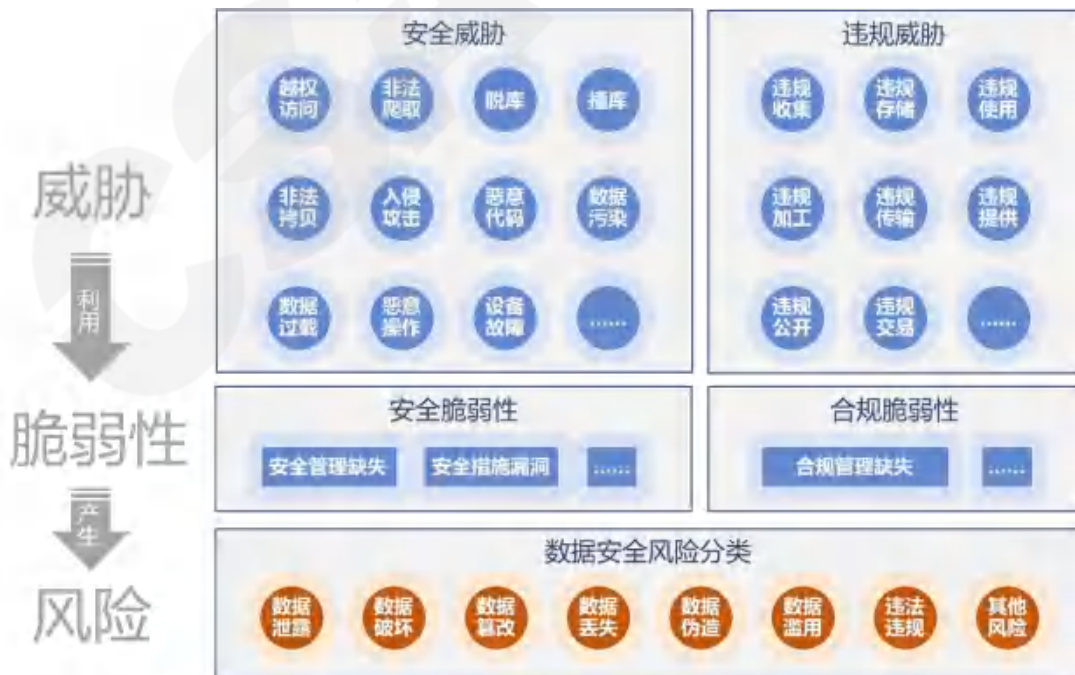 安全威胁
违规威胁
越权
访问
非法
爬取
脱库
撞库
违规
收集
违规
存储
违规
使用
威胁
非法
拷贝
入侵
攻击
恶意
代码
数据
污染
违规
加工
违规
传输
违规
提供
利用
数据
过载
恶意
操作
设备
故障
......
违规
公开
违规
交易
......
脆弱性
安全脆弱性
合规脆弱性
安全管理缺失
安全措施漏洞
......
合规管理缺失
......
产生
数据安全风险分类
风险
数据
泄露
数据
破坏
数据
篡改
数据
丢失
数据
伪造
数据
滥用
违法
违规
其他
风险